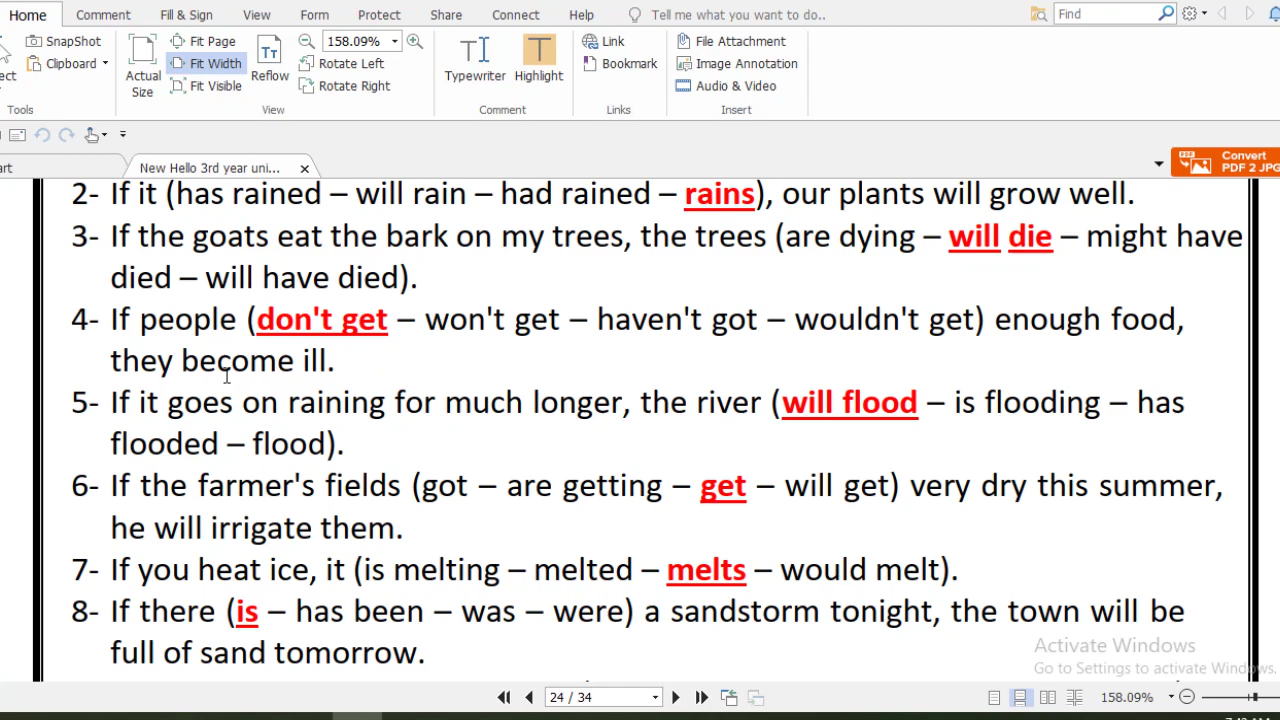 Home Comment Fill & Sign View Form Protect Share Connect Help Tell me what you want to do.. Find
SnapShot Fit Page 158.09% Link File Attachment
ect Clipboard Actual Size Fit Width Reflow Rotate Left Typewriter Highlight Bookmark Image Annotation
Fit Visible Rotate Right Audio & Video
Tools View Comment Links Insert
art New Hello 3rd year uni... Convert
PDF 2 JPG
2- If it (has rained – will rain – had rained – rains), our plants will grow well.
3- If the goats eat the bark on my trees, the trees (are dying – will die – might have
died – will have died).
4- If people (don't get – won't get – haven't got – wouldn't get) enough food,
they become ill.
5- If it goes on raining for much longer, the river (will flood – is flooding – has
flooded – flood).
6- If the farmer's fields (got – are getting – get – will get) very dry this summer,
he will irrigate them.
7- If you heat ice, it (is melting – melted – melts – would melt).
8- If there (is – has been – was – were) a sandstorm tonight, the town will be
full of sand tomorrow.
Activate Windows
Go to Settings to activate Windows.
24 / 34 158.09%